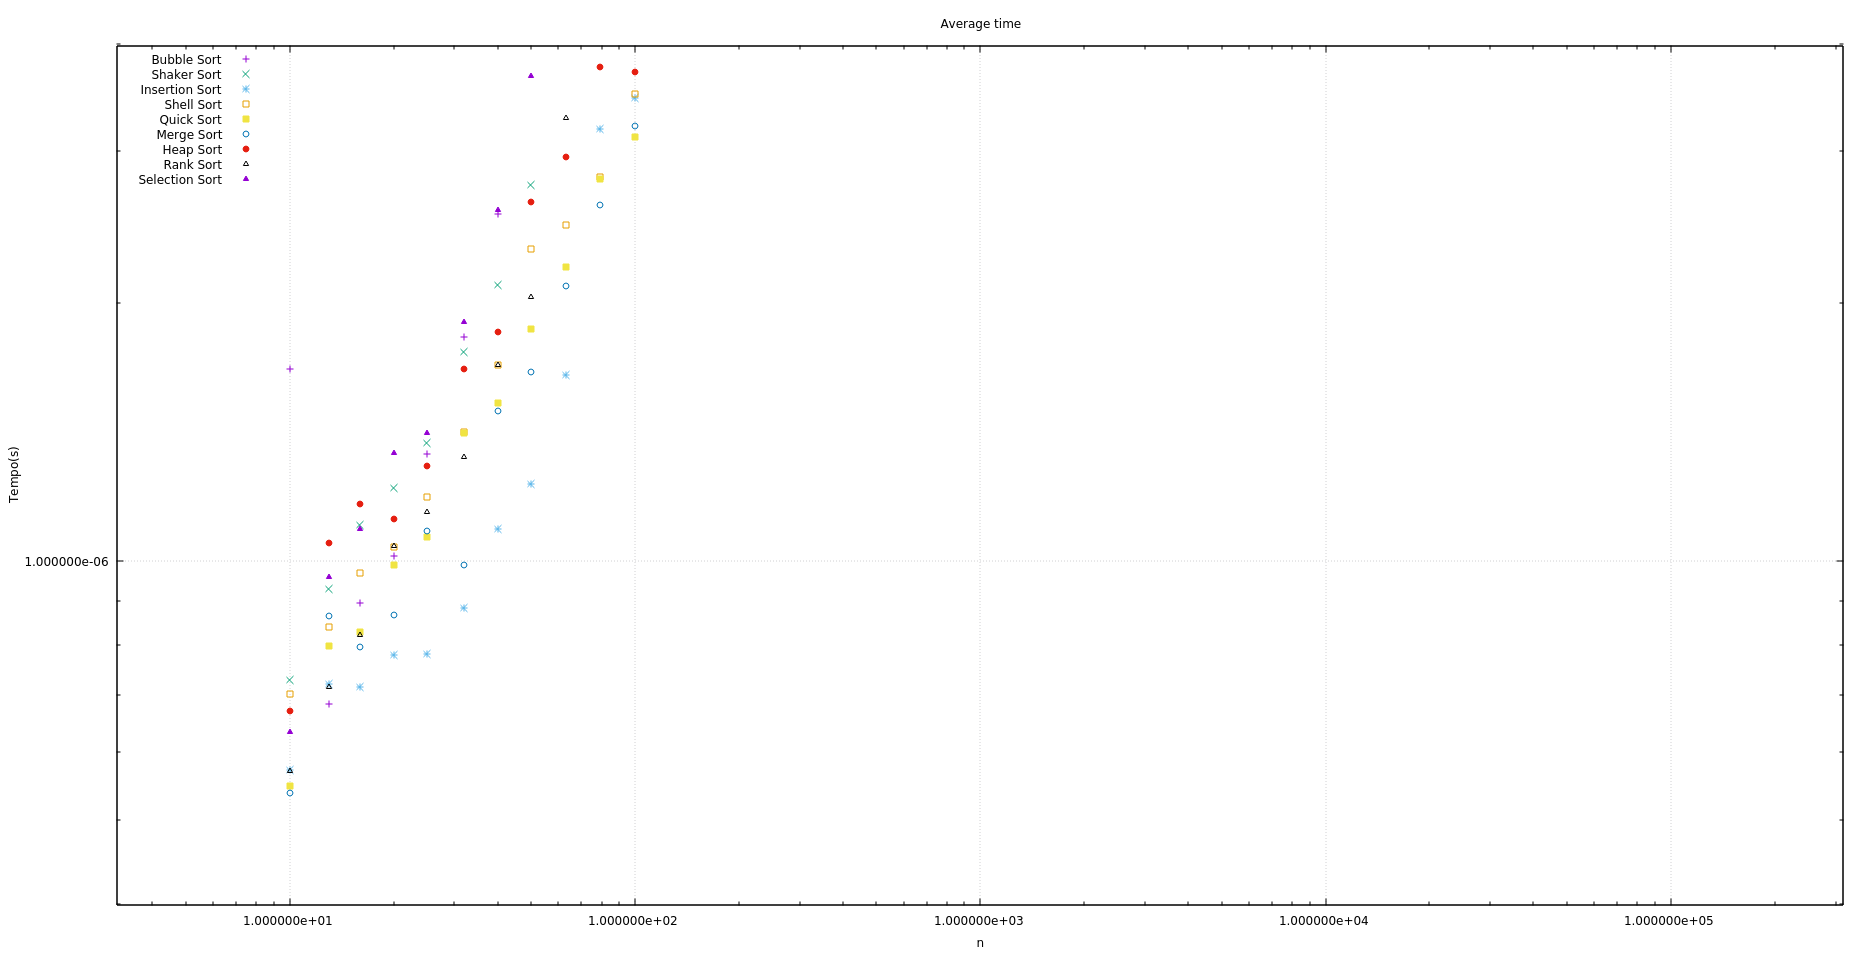 Average time
Bubble Sort
Shaker Sort
Insertion Sort
Shell Sort
Quick Sort
Merge Sort
Heap Sort
Rank Sort
Selection Sort
Tempo(s)
1.000000e-06
1.000000e+01 1.000000e+02 1.000000e+03 1.000000e+04 1.000000e+05
n